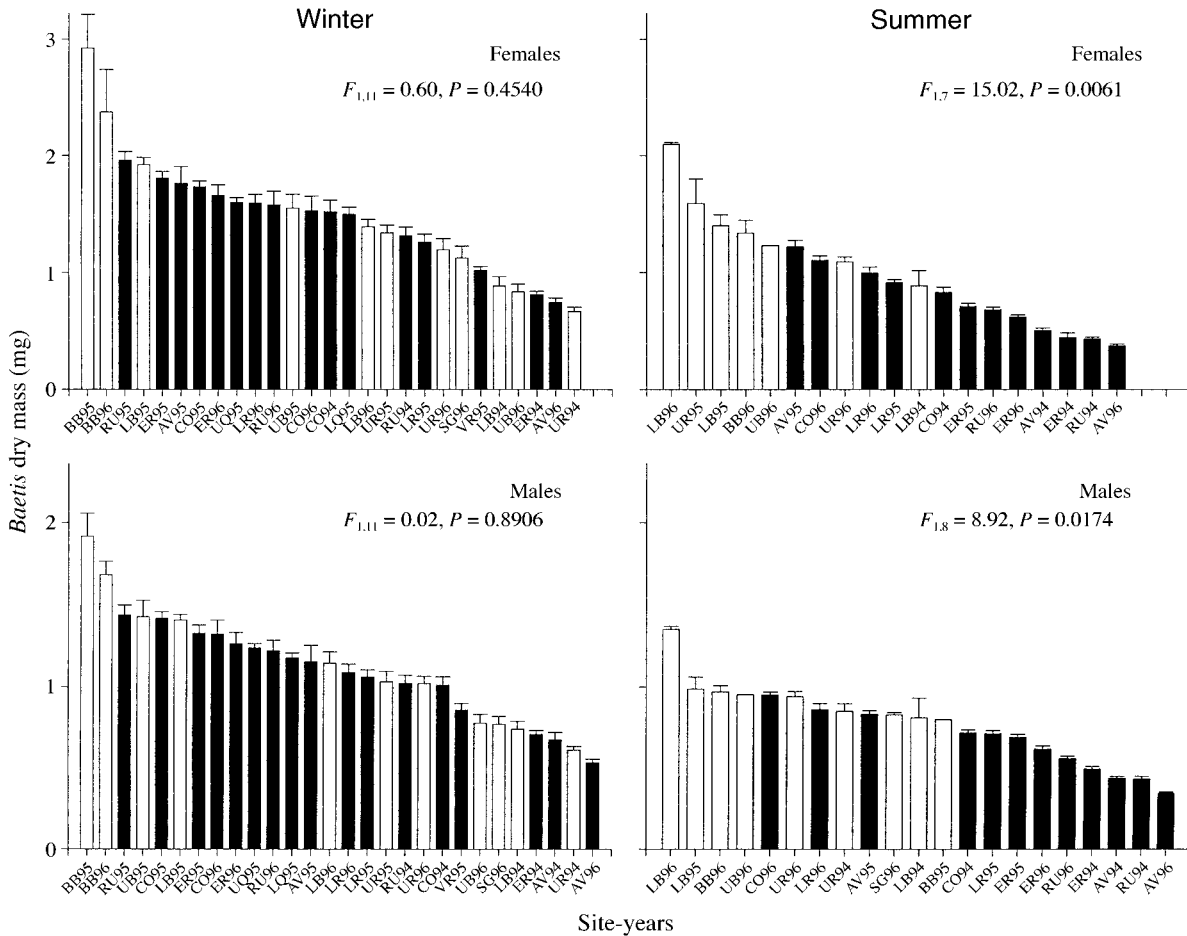 Winter
Summer
Baetis dry mass (mg)
3
2
1
0
Females
F1,11 = 0.60, P = 0.4540
BB95 BB96 RU95 LB95 ER95 AV95 CO95 ER96 UQ95 LR96 RU96 UB95 CO96 CO94 LQ95 LB96 UR95 RU94 LR95 UR96 SG96 VR95 LB94 UB96 ER94 AV96 UR94
Females
F1,7 = 15.02, P = 0.0061
LB96 UR95 LB95 BB96 UB96 AV95 CO96 UR96 LR96 LR95 LB94 CO94 ER95 RU96 ER96 AV94 ER94 RU94 AV96
2
1
0
Males
F1,11 = 0.02, P = 0.8906
BB95 BB96 RU95 UB95 CO95 LB95 ER95 CO96 ER96 UQ95 RU96 LQ95 AV95 LB96 LR96 LR95 UR95 RU94 UR96 CO94 VR95 UB96 SG96 LB94 ER94 AV94 UR94 AV96
Males
F1,8 = 8.92, P = 0.0174
LB96 LB95 BB96 UB96 CO96 UR96 LR96 UR94 AV95 SG96 LB94 BB95 CO94 LR95 ER95 ER96 RU96 ER94 AV94 RU94 AV96
Site-years